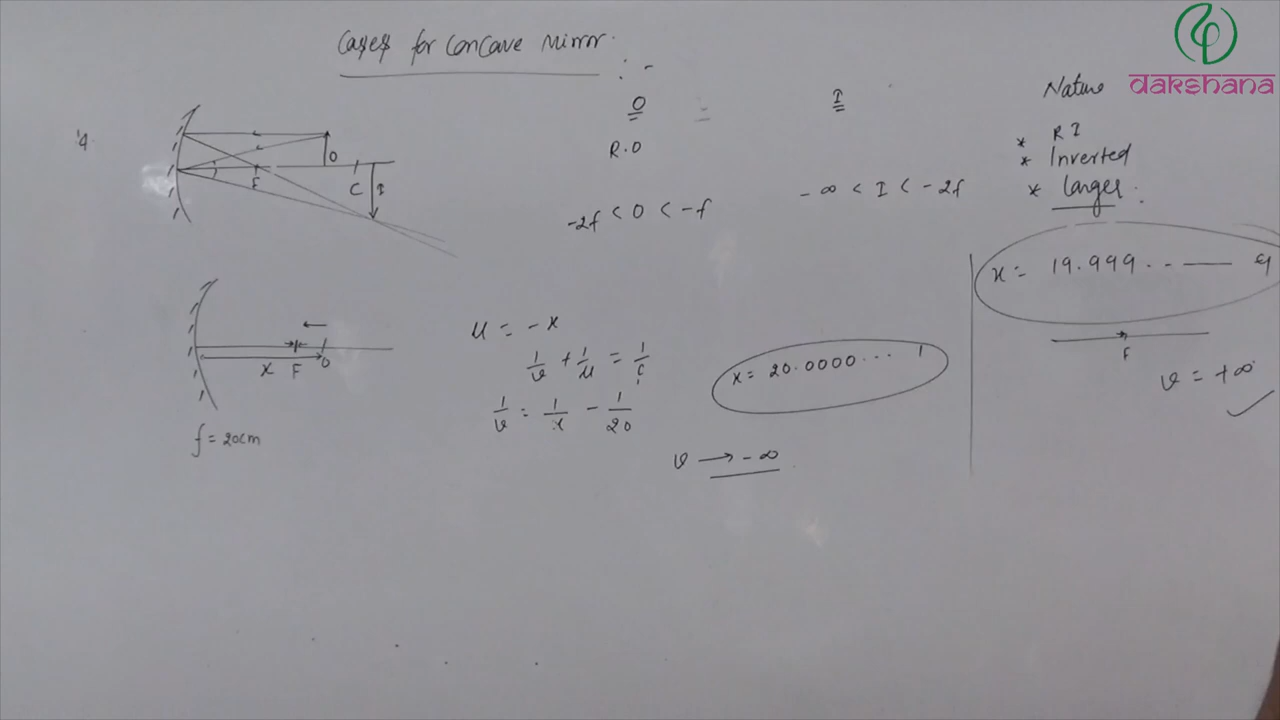 Cases for Concave Mirror :-
dakshana
Nature
O
I
R.O
* R I
* Inverted
* Larger.
4
F
O
C
I
-2f < O < -f
-∞ < I < -2f
x = 19.999..— 9
F
v = +∞
x
F
O
f = 20cm
u = -x
1/v + 1/u = 1/f
1/v = 1/x - 1/20
x = 20.0000... 1
v → -∞